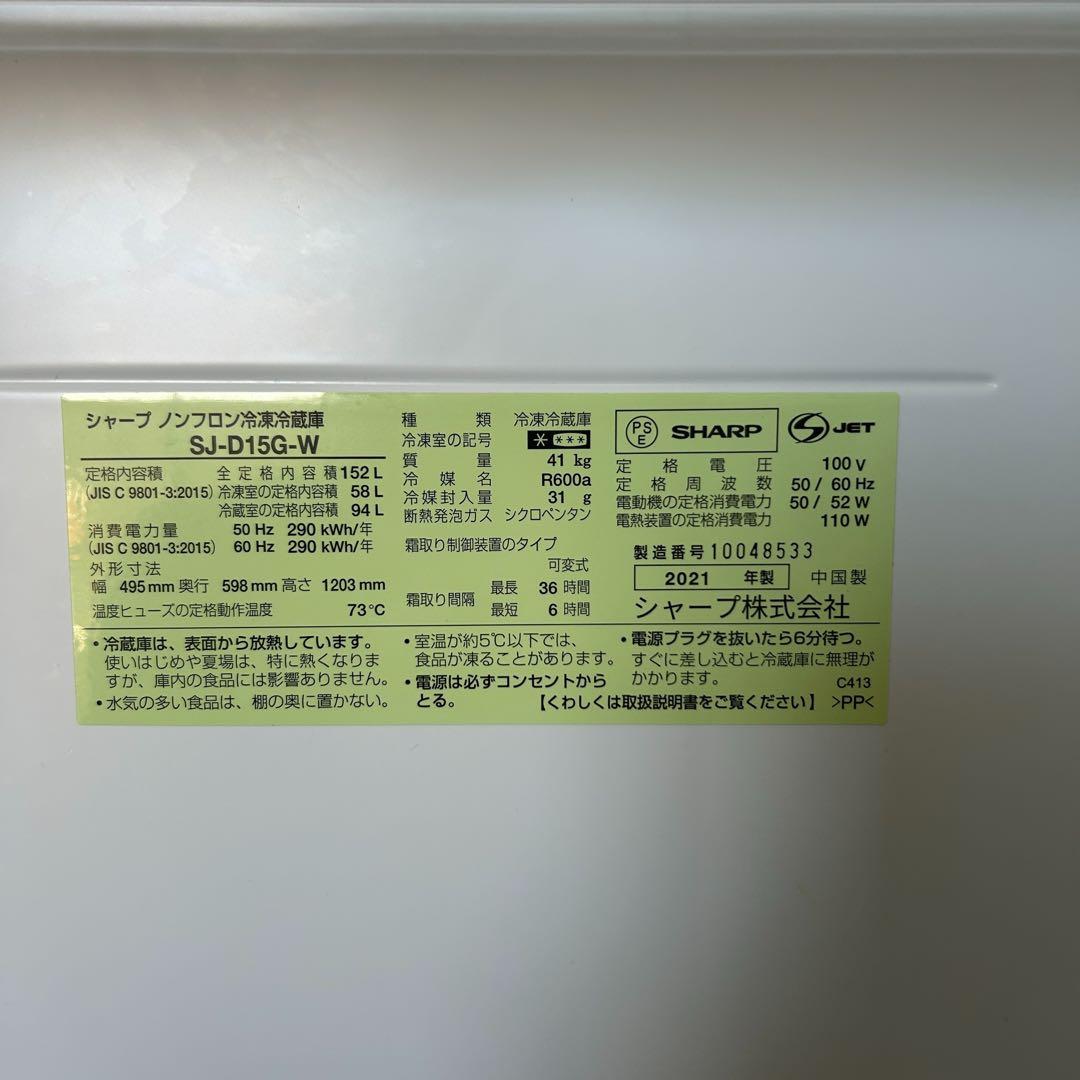 シャープ ノンフロン冷凍冷蔵庫
SJ-D15G-W
定格内容積 全定格内容積 152 L
(JIS C 9801-3:2015) 冷凍室の定格内容積 58 L
冷蔵室の定格内容積 94 L
消費電力量 50 Hz 290 kWh/年
(JIS C 9801-3:2015) 60 Hz 290 kWh/年
外形寸法
幅 495 mm 奥行 598 mm 高さ 1203 mm
温度ヒューズの定格動作温度 73℃
種類 冷凍冷蔵庫
冷凍室の記号 ****
質量 41 kg
冷媒名 R600a
冷媒封入量 31 g
断熱発泡ガス シクロペンタン
霜取り制御装置のタイプ
可変式
霜取り間隔 最長 36 時間
最短 6 時間
PSE SHARP JET
定格電圧 100 V
定格周波数 50 / 60 Hz
電動機の定格消費電力 50 / 52 W
電熱装置の定格消費電力 110 W
製造番号 10048533
2021 年製 中国製
シャープ株式会社
・冷蔵庫は、表面から放熱しています。
使いはじめや夏場は、特に熱くなりま
すが、庫内の食品には影響ありません。
・水気の多い食品は、棚の奥に置かない。
・室温が約5℃以下では、
食品が凍ることがあります。
・電源は必ずコンセントから
とる。
・電源プラグを抜いたら6分待つ。
すぐに差し込むと冷蔵庫に無理が
かかります。 C413
【くわしくは取扱説明書をご覧ください】 >PP<